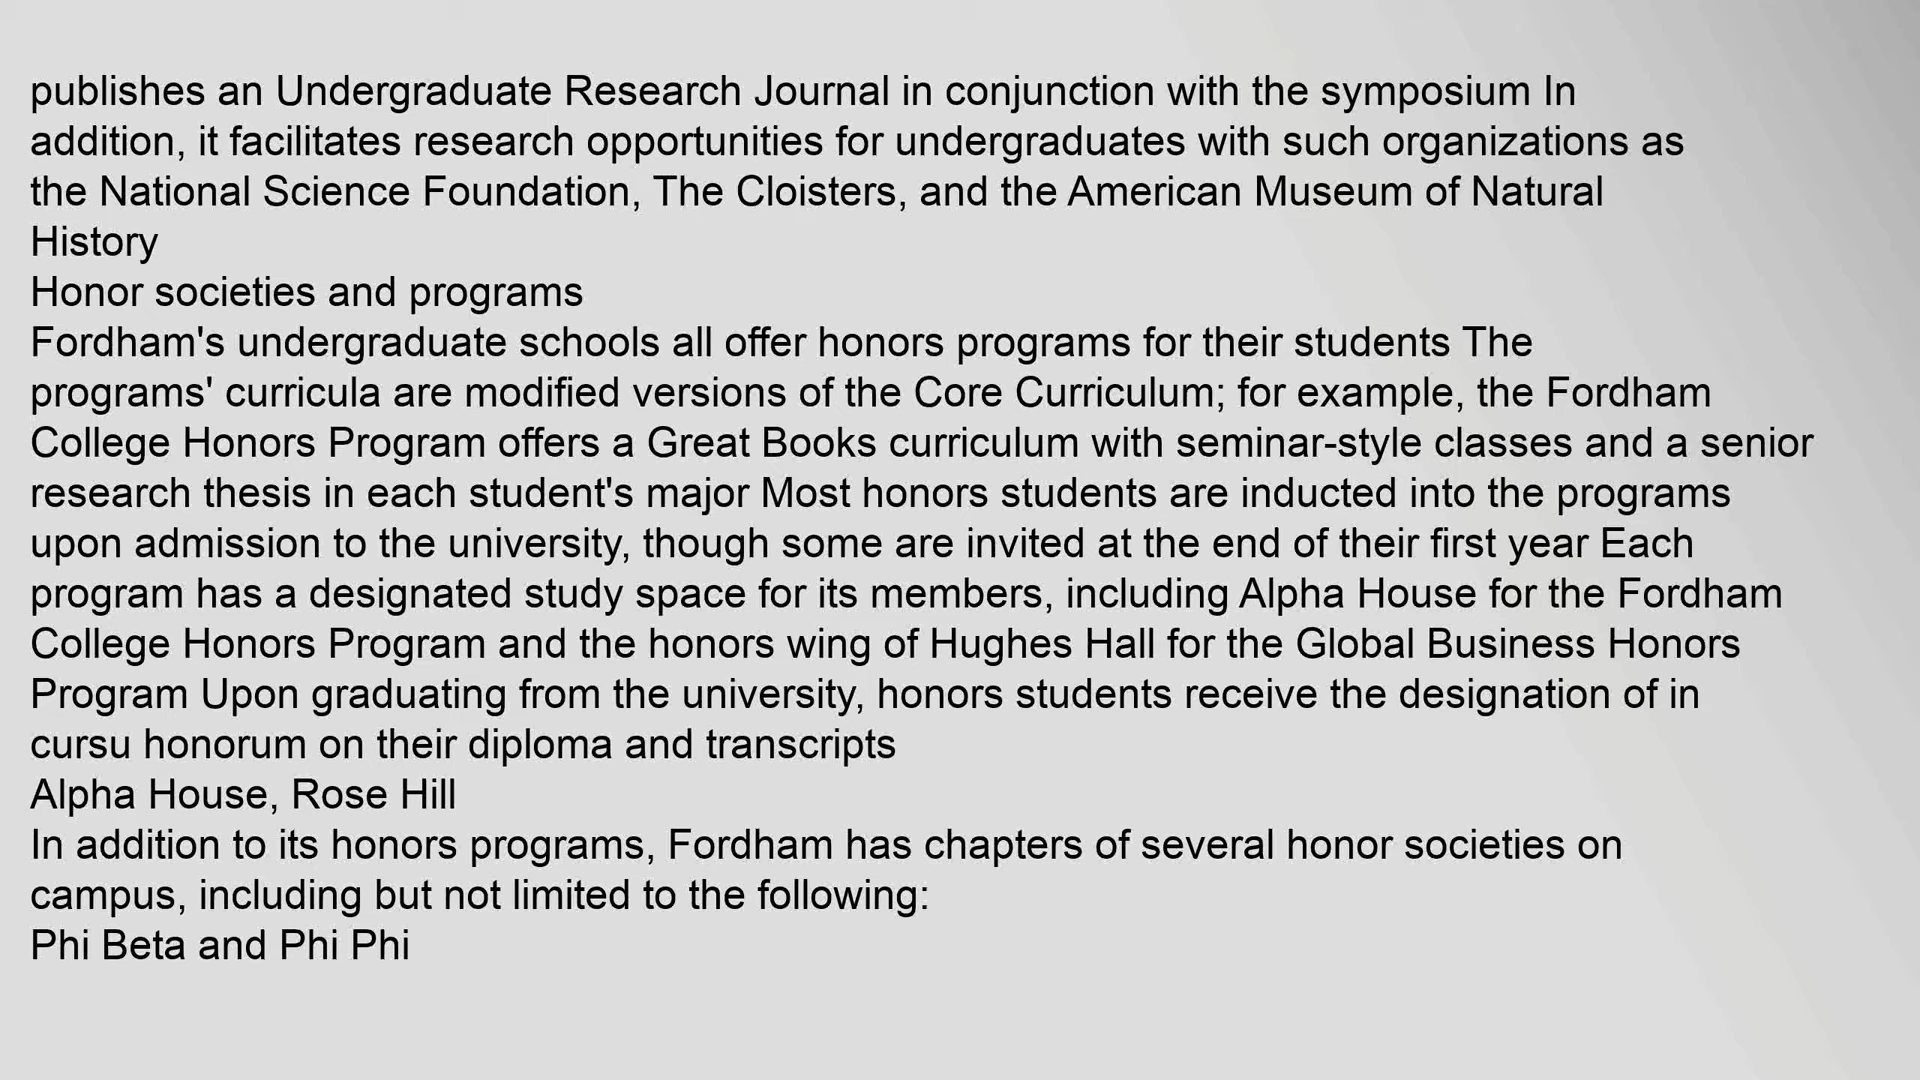 publishes an Undergraduate Research Journal in conjunction with the symposium In
addition, it facilitates research opportunities for undergraduates with such organizations as
the National Science Foundation, The Cloisters, and the American Museum of Natural
History
Honor societies and programs
Fordham's undergraduate schools all offer honors programs for their students The
programs' curricula are modified versions of the Core Curriculum; for example, the Fordham
College Honors Program offers a Great Books curriculum with seminar-style classes and a senior
research thesis in each student's major Most honors students are inducted into the programs
upon admission to the university, though some are invited at the end of their first year Each
program has a designated study space for its members, including Alpha House for the Fordham
College Honors Program and the honors wing of Hughes Hall for the Global Business Honors
Program Upon graduating from the university, honors students receive the designation of in
cursu honorum on their diploma and transcripts
Alpha House, Rose Hill
In addition to its honors programs, Fordham has chapters of several honor societies on
campus, including but not limited to the following:
Phi Beta and Phi Phi